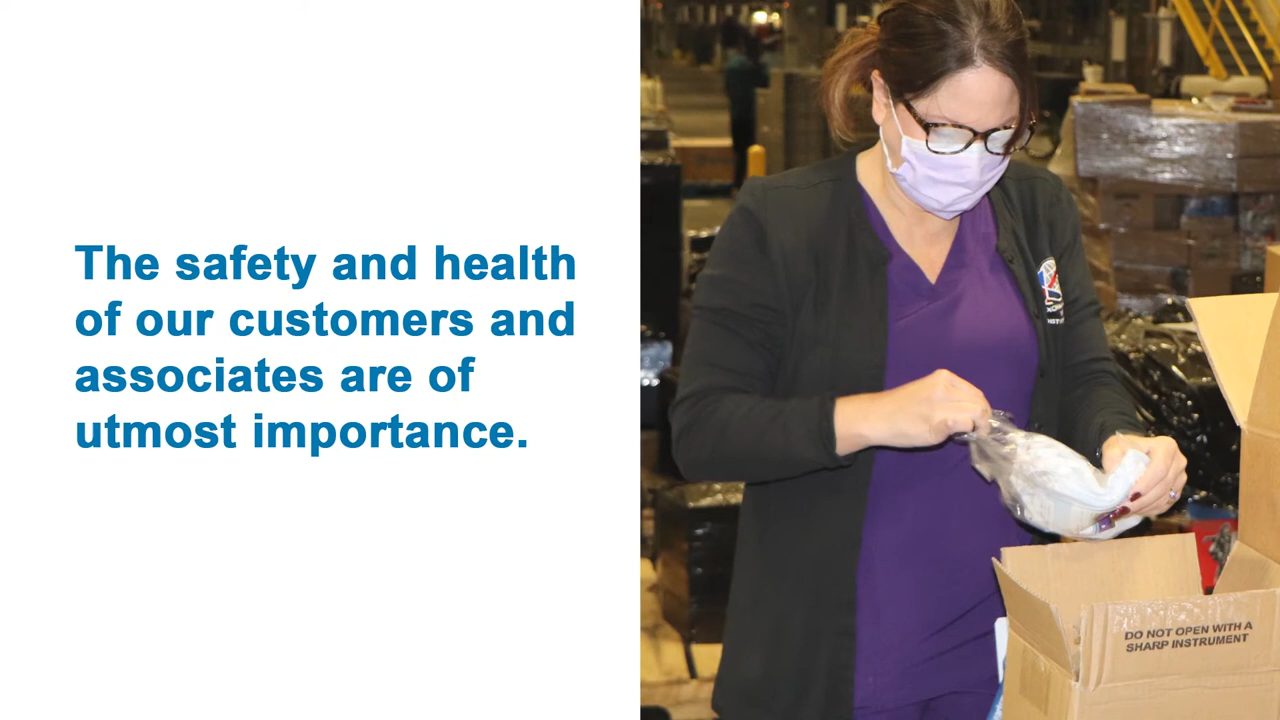 The safety and health
of our customers and
associates are of
utmost importance.
DO NOT OPEN WITH A
SHARP INSTRUMENT